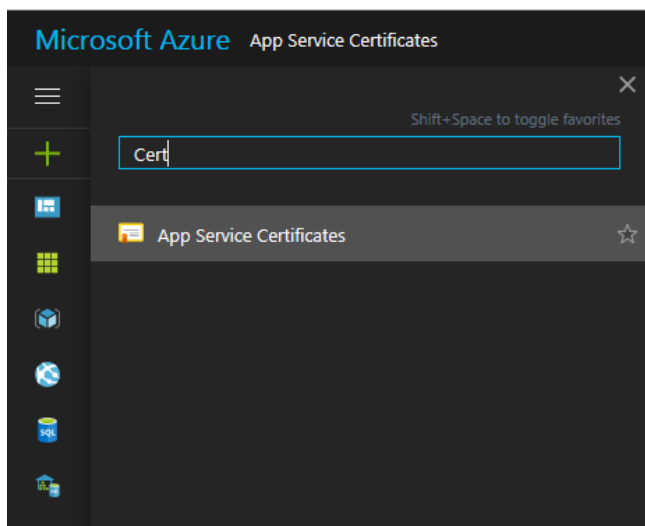 Microsoft Azure App Service Certificates
Shift+Space to toggle favorites
Cert
App Service Certificates
SQL